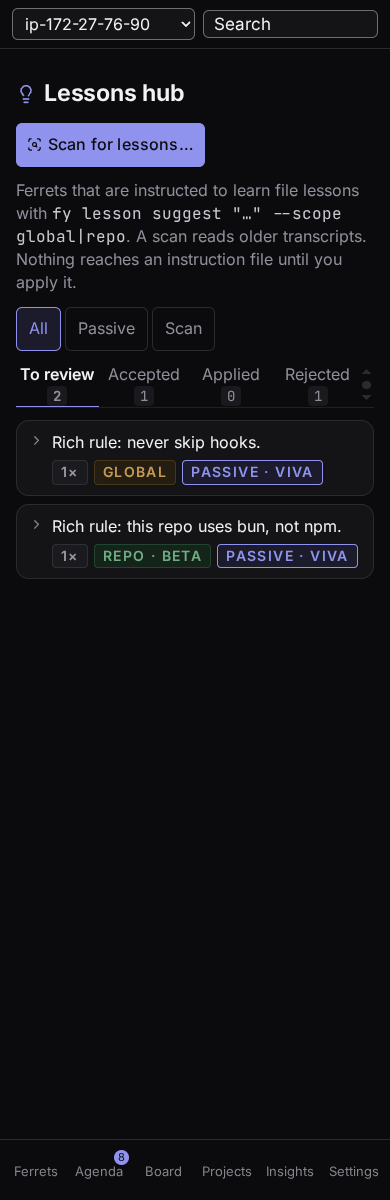 ip-172-27-76-90
Search
Lessons hub
Scan for lessons…
Ferrets that are instructed to learn file lessons
with fy lesson suggest "…" --scope
global|repo. A scan reads older transcripts.
Nothing reaches an instruction file until you
apply it.
All Passive Scan
To review Accepted Applied Rejected
2 1 0 1
Rich rule: never skip hooks.
1× GLOBAL PASSIVE · VIVA
Rich rule: this repo uses bun, not npm.
1× REPO · BETA PASSIVE · VIVA
8
Ferrets Agenda Board Projects Insights Settings